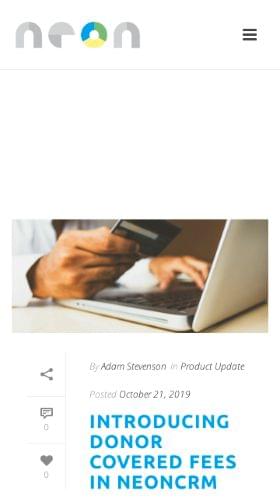 neon
By Adam Stevenson in Product Update
Posted October 21, 2019
0
0
INTRODUCING
DONOR
COVERED FEES
IN NEONCRM